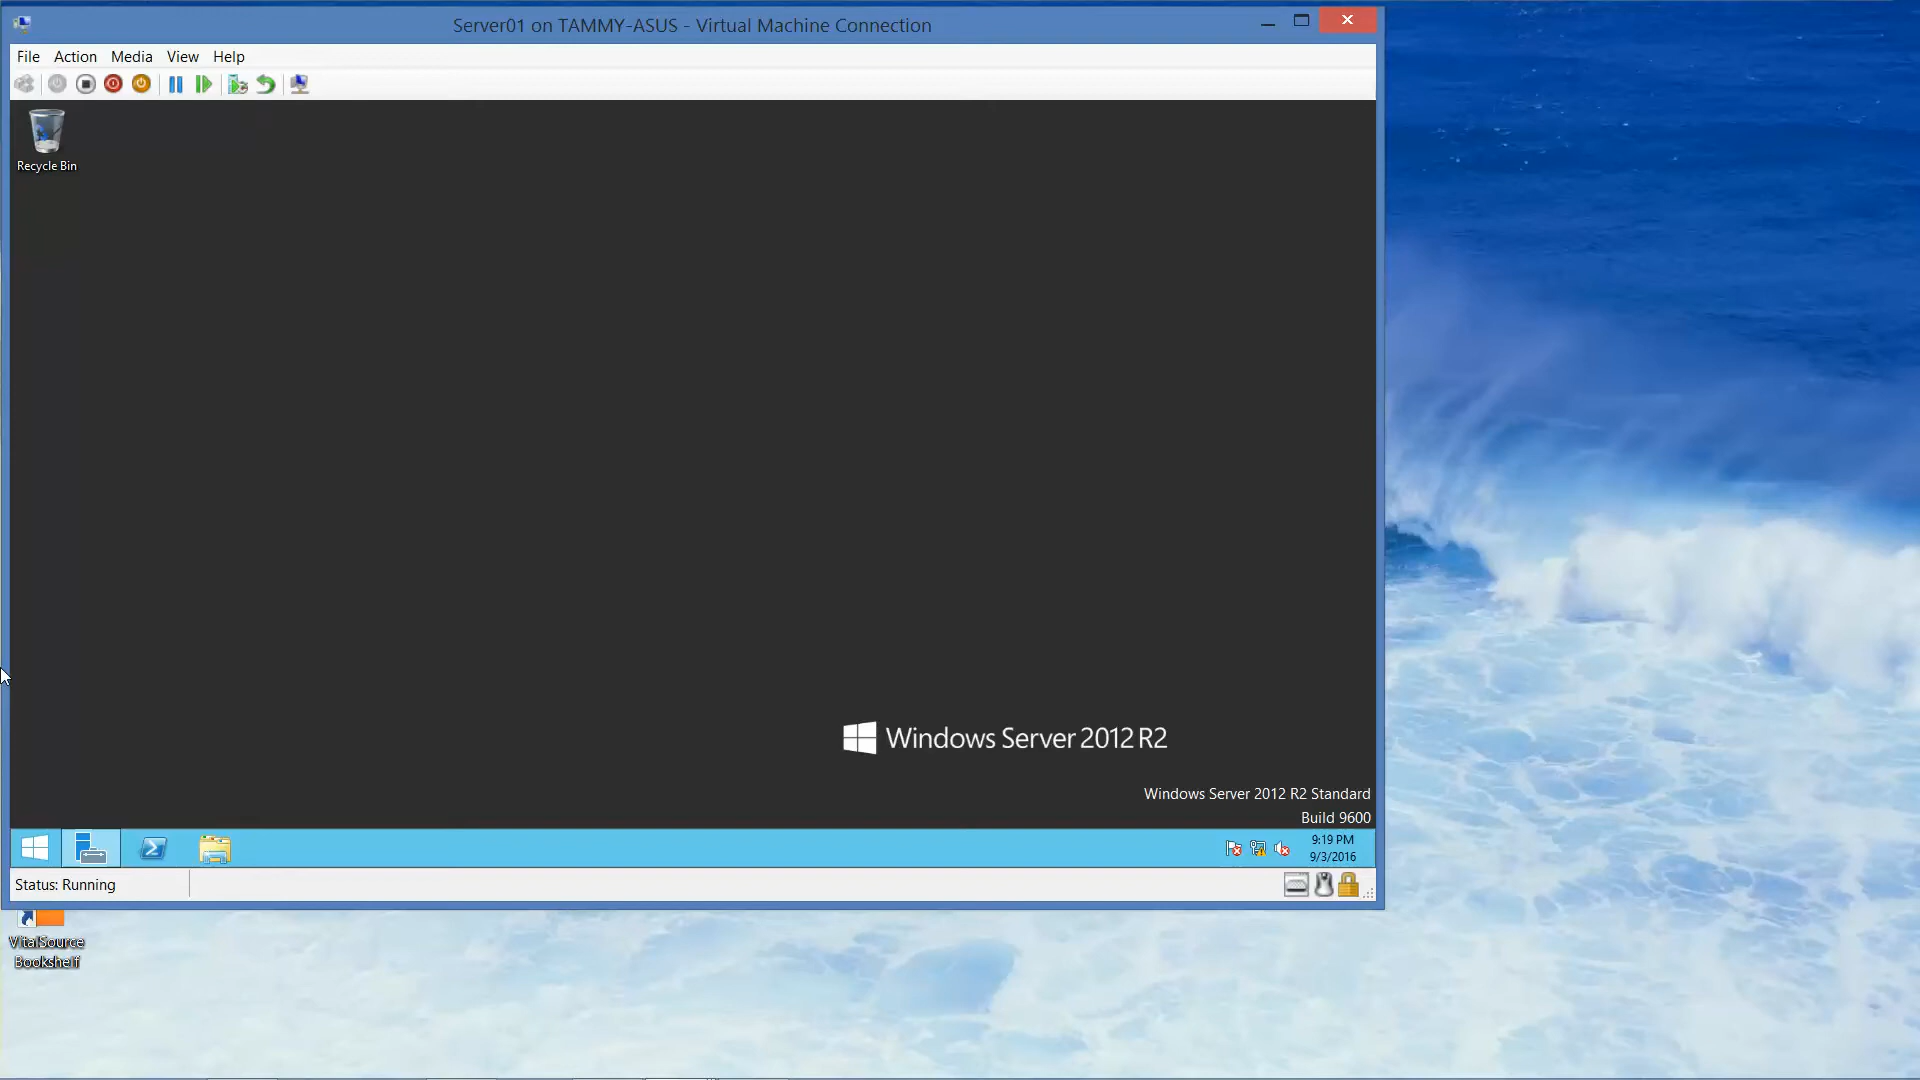 Server01 on TAMMY-ASUS - Virtual Machine Connection
File Action Media View Help
Recycle Bin
Windows Server 2012 R2
Windows Server 2012 R2 Standard
Build 9600
9:19 PM
9/3/2016
Status: Running
VitalSource
Bookshelf